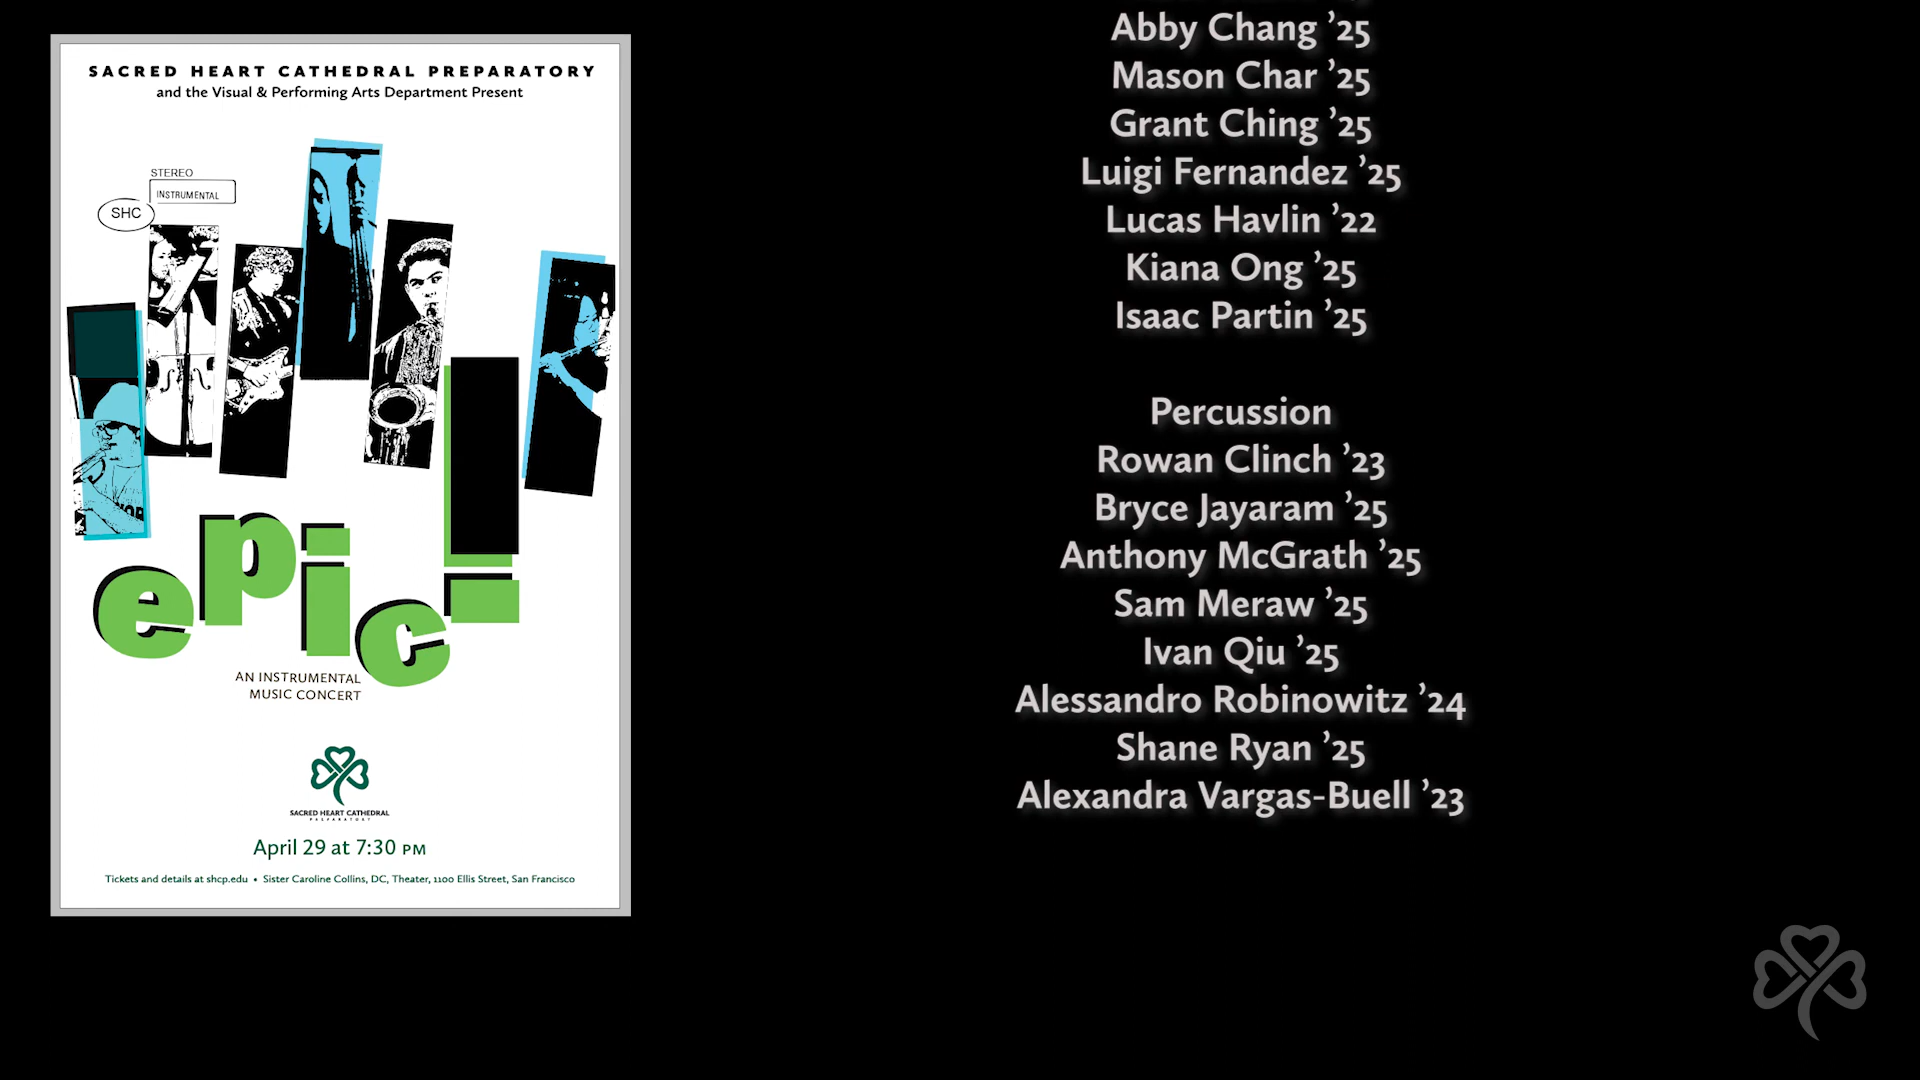 SACRED HEART CATHEDRAL PREPARATORY
and the Visual & Performing Arts Department Present
STEREO
INSTRUMENTAL
SHC
epic!
AN INSTRUMENTAL
MUSIC CONCERT
SACRED HEART CATHEDRAL
PREPARATORY
April 29 at 7:30 PM
Tickets and details at shcp.edu • Sister Caroline Collins, DC, Theater, 1100 Ellis Street, San Francisco
Abby Chang ’25
Mason Char ’25
Grant Ching ’25
Luigi Fernandez ’25
Lucas Havlin ’22
Kiana Ong ’25
Isaac Partin ’25
Percussion
Rowan Clinch ’23
Bryce Jayaram ’25
Anthony McGrath ’25
Sam Meraw ’25
Ivan Qiu ’25
Alessandro Robinowitz ’24
Shane Ryan ’25
Alexandra Vargas-Buell ’23